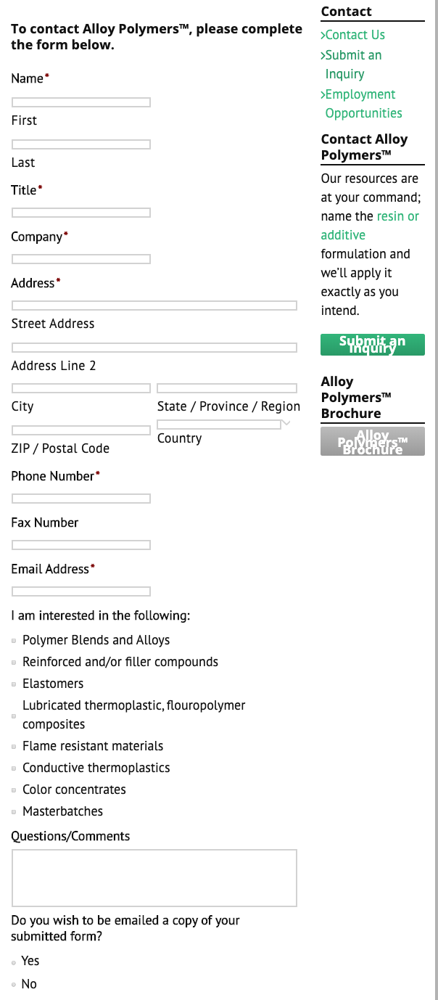 To contact Alloy Polymers™, please complete
the form below.
Name*
First
Last
Title*
Company*
Address*
Street Address
Address Line 2
City
State / Province / Region
ZIP / Postal Code
Country
Phone Number*
Fax Number
Email Address*
I am interested in the following:
Polymer Blends and Alloys
Reinforced and/or filler compounds
Elastomers
Lubricated thermoplastic, flouropolymer
composites
Flame resistant materials
Conductive thermoplastics
Color concentrates
Masterbatches
Questions/Comments
Do you wish to be emailed a copy of your
submitted form?
Yes
No
Contact
›Contact Us
›Submit an
Inquiry
›Employment
Opportunities
Contact Alloy
Polymers™
Our resources are
at your command;
name the resin or
additive
formulation and
we’ll apply it
exactly as you
intend.
Submit an
Inquiry
Alloy
Polymers™
Brochure
Alloy
Polymers™
Brochure